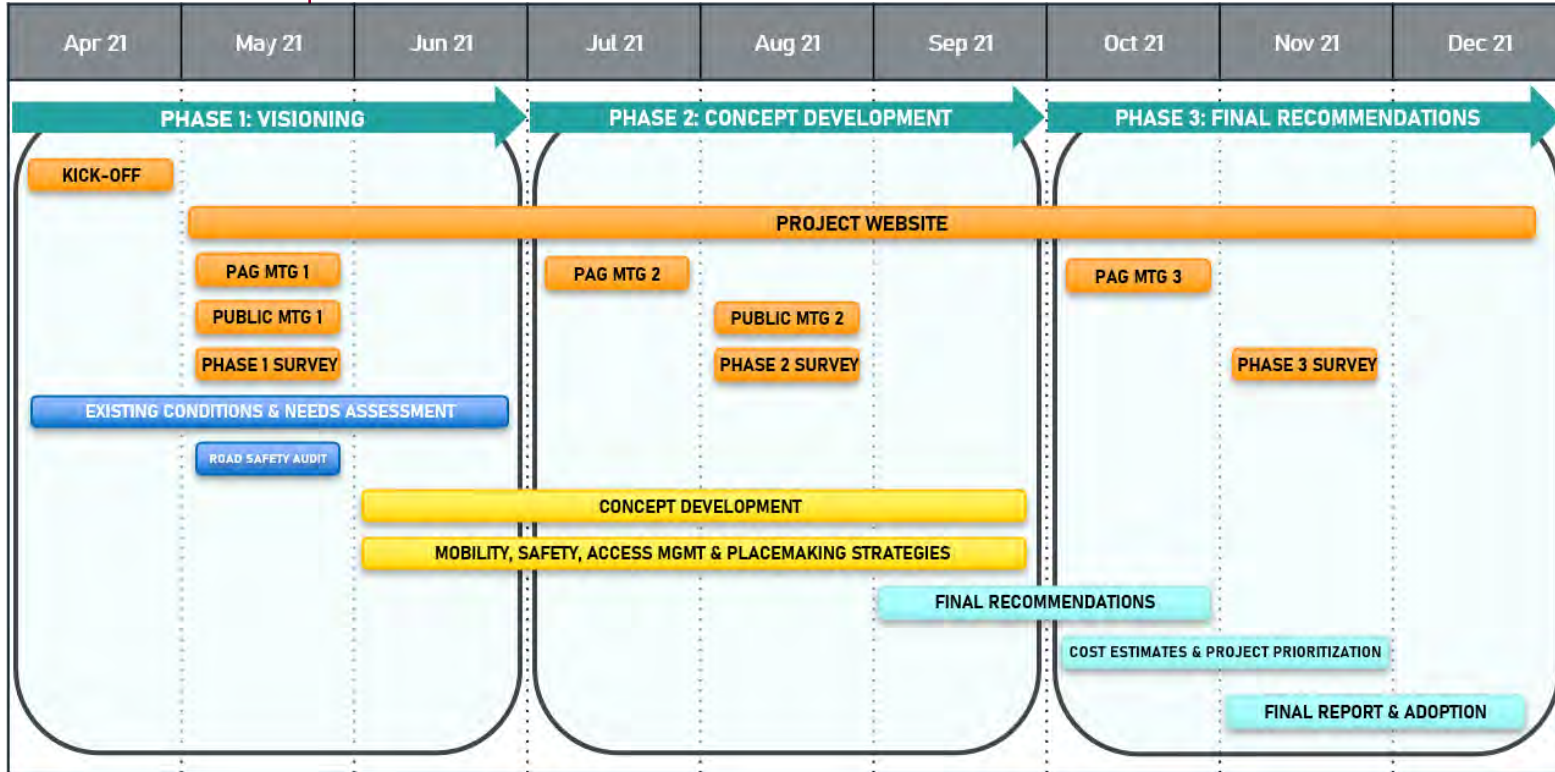 Apr 21
May 21
Jun 21
Jul 21
Aug 21
Sep 21
Oct 21
Nov 21
Dec 21
PHASE 1: VISIONING
PHASE 2: CONCEPT DEVELOPMENT
PHASE 3: FINAL RECOMMENDATIONS
KICK-OFF
PROJECT WEBSITE
PAG MTG 1
PAG MTG 2
PAG MTG 3
PUBLIC MTG 1
PUBLIC MTG 2
PHASE 1 SURVEY
PHASE 2 SURVEY
PHASE 3 SURVEY
EXISTING CONDITIONS & NEEDS ASSESSMENT
ROAD SAFETY AUDIT
CONCEPT DEVELOPMENT
MOBILITY, SAFETY, ACCESS MGMT & PLACEMAKING STRATEGIES
FINAL RECOMMENDATIONS
COST ESTIMATES & PROJECT PRIORITIZATION
FINAL REPORT & ADOPTION